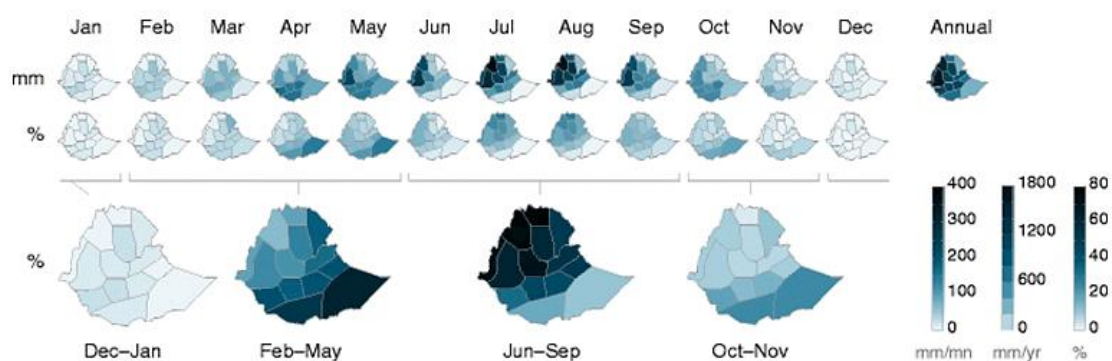 Jan Feb Mar Apr May Jun Jul Aug Sep Oct Nov Dec Annual
mm
%
400 1800 80
300 1200 60
200 40
600
100 20
0 0 0
mm/mn mm/yr %
%
Dec–Jan Feb–May Jun–Sep Oct–Nov